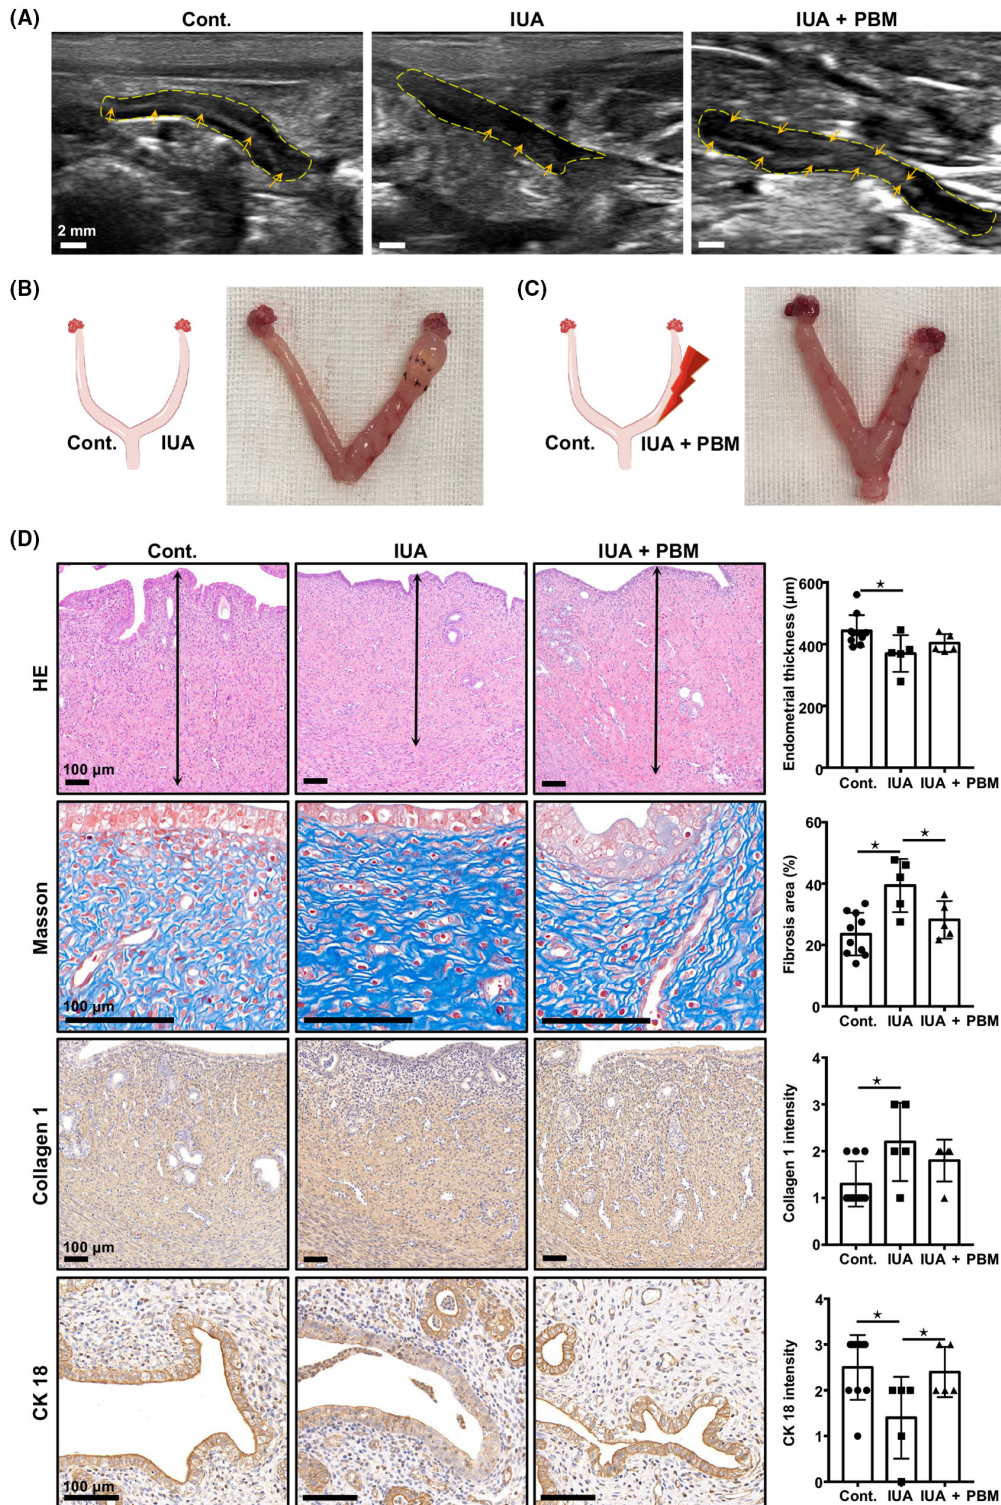 (A)
Cont. IUA IUA + PBM
2 mm
(B) (C)
Cont. IUA Cont. IUA + PBM
(D)
Cont. IUA IUA + PBM
HE
100 µm
Endometrial thickness (µm)
600
400
200
0
★
Cont. IUA IUA + PBM
Masson
100 µm
Fibrosis area (%)
60
40
20
0
★ ★
Cont. IUA IUA + PBM
Collagen 1
100 µm
Collagen 1 intensity
4
3
2
1
0
★
Cont. IUA IUA + PBM
CK 18
100 µm
CK 18 intensity
4
3
2
1
0
★ ★
Cont. IUA IUA + PBM